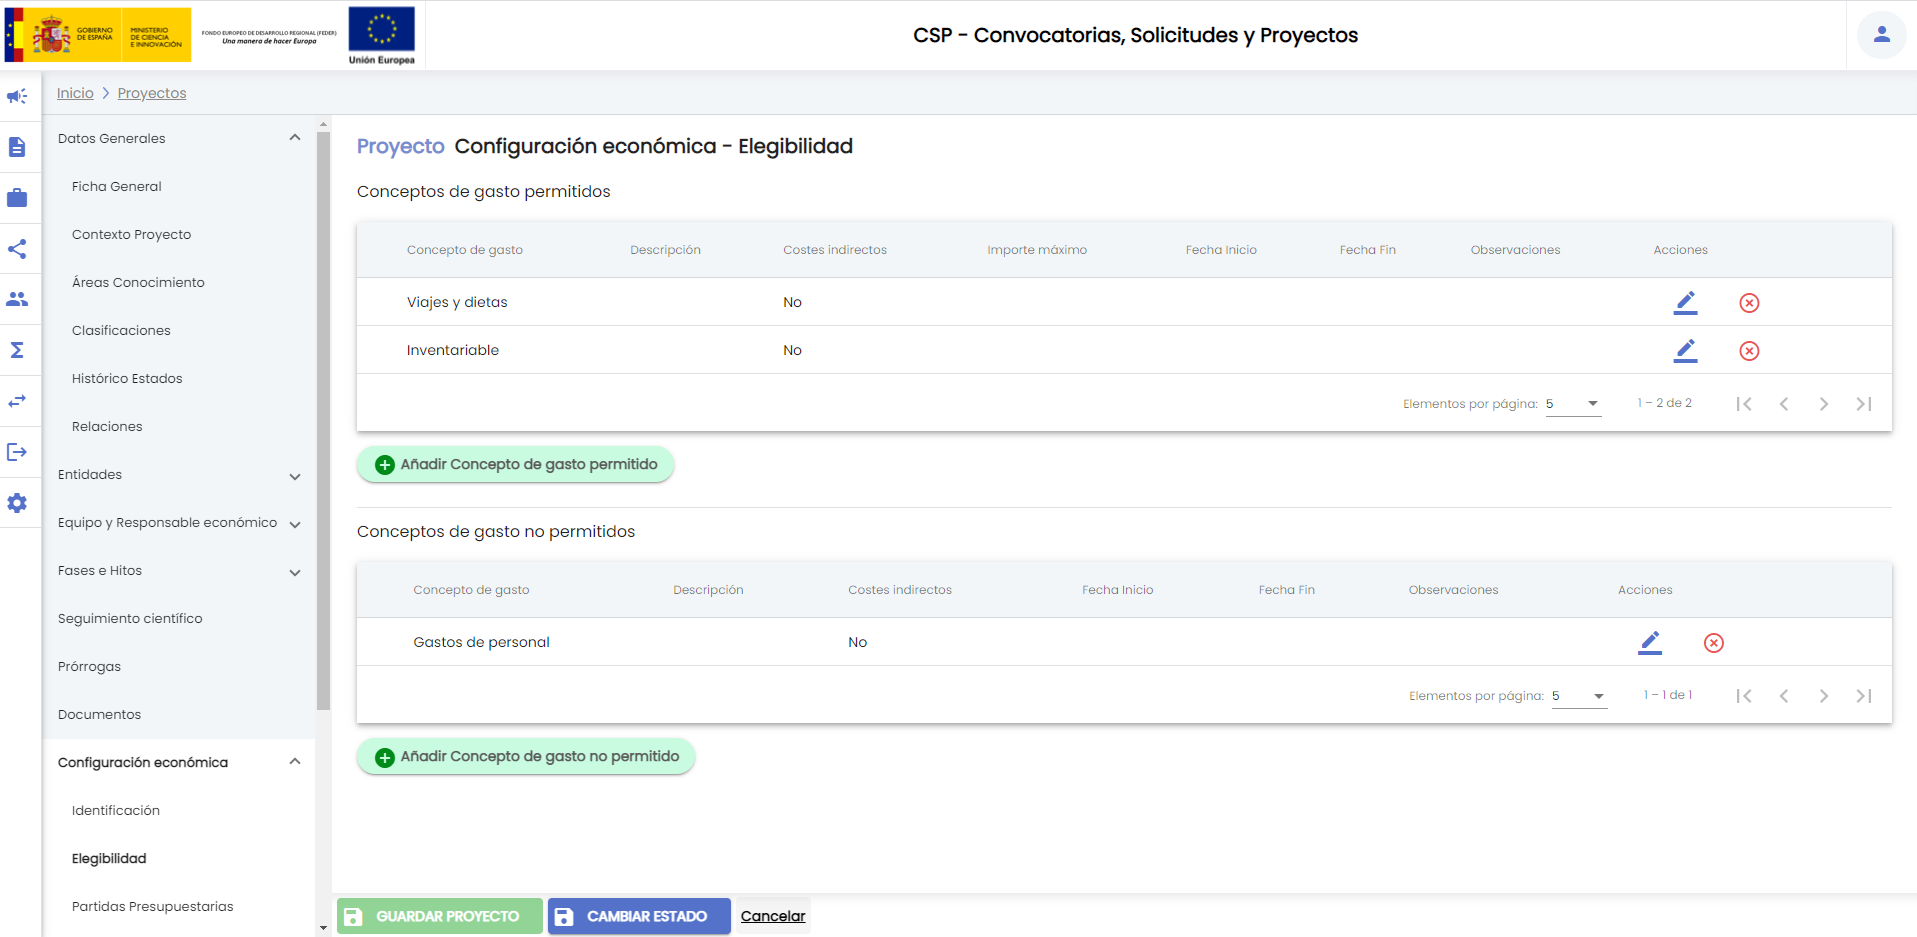 GOBIERNO
DE ESPAÑA
MINISTERIO
DE CIENCIA
E INNOVACIÓN
FONDO EUROPEO DE DESARROLLO REGIONAL (FEDER)
Una manera de hacer Europa
Unión Europea
CSP - Convocatorias, Solicitudes y Proyectos
Inicio > Proyectos
Datos Generales
Ficha General
Contexto Proyecto
Áreas Conocimiento
Clasificaciones
Histórico Estados
Relaciones
Entidades
Equipo y Responsable económico
Fases e Hitos
Seguimiento científico
Prórrogas
Documentos
Configuración económica
Identificación
Elegibilidad
Partidas Presupuestarias
Proyecto Configuración económica - Elegibilidad
Conceptos de gasto permitidos
Concepto de gasto Descripción Costes indirectos Importe máximo Fecha Inicio Fecha Fin Observaciones Acciones
Viajes y dietas No
Inventariable No
Elementos por página: 5 1 – 2 de 2
Añadir Concepto de gasto permitido
Conceptos de gasto no permitidos
Concepto de gasto Descripción Costes indirectos Fecha Inicio Fecha Fin Observaciones Acciones
Gastos de personal No
Elementos por página: 5 1 – 1 de 1
Añadir Concepto de gasto no permitido
GUARDAR PROYECTO CAMBIAR ESTADO Cancelar